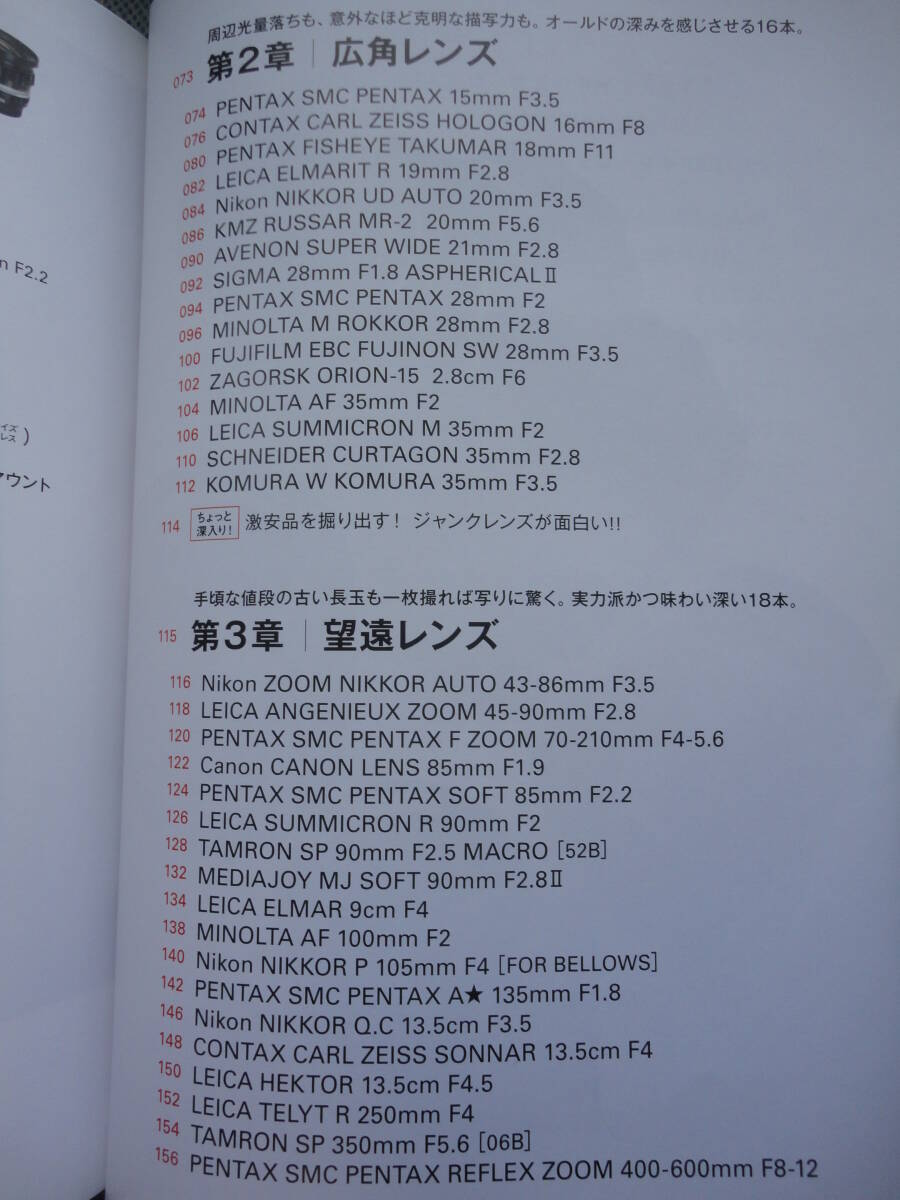 n F2.2
イズ
レス )
マウント
周辺光量落ちも、意外なほど克明な描写力も。オールドの深みを感じさせる16本。
073 第2章｜広角レンズ
074 PENTAX SMC PENTAX 15mm F3.5
076 CONTAX CARL ZEISS HOLOGON 16mm F8
080 PENTAX FISHEYE TAKUMAR 18mm F11
082 LEICA ELMARIT R 19mm F2.8
084 Nikon NIKKOR UD AUTO 20mm F3.5
086 KMZ RUSSAR MR-2 20mm F5.6
090 AVENON SUPER WIDE 21mm F2.8
092 SIGMA 28mm F1.8 ASPHERICALⅡ
094 PENTAX SMC PENTAX 28mm F2
096 MINOLTA M ROKKOR 28mm F2.8
100 FUJIFILM EBC FUJINON SW 28mm F3.5
102 ZAGORSK ORION-15 2.8cm F6
104 MINOLTA AF 35mm F2
106 LEICA SUMMICRON M 35mm F2
110 SCHNEIDER CURTAGON 35mm F2.8
112 KOMURA W KOMURA 35mm F3.5
114 ちょっと深入り! 激安品を掘り出す! ジャンクレンズが面白い!!
手頃な値段の古い長玉も一枚撮れば写りに驚く。実力派かつ味わい深い18本。
115 第3章｜望遠レンズ
116 Nikon ZOOM NIKKOR AUTO 43-86mm F3.5
118 LEICA ANGENIEUX ZOOM 45-90mm F2.8
120 PENTAX SMC PENTAX F ZOOM 70-210mm F4-5.6
122 Canon CANON LENS 85mm F1.9
124 PENTAX SMC PENTAX SOFT 85mm F2.2
126 LEICA SUMMICRON R 90mm F2
128 TAMRON SP 90mm F2.5 MACRO [52B]
132 MEDIAJOY MJ SOFT 90mm F2.8Ⅱ
134 LEICA ELMAR 9cm F4
138 MINOLTA AF 100mm F2
140 Nikon NIKKOR P 105mm F4 [FOR BELLOWS]
142 PENTAX SMC PENTAX A★ 135mm F1.8
146 Nikon NIKKOR Q.C 13.5cm F3.5
148 CONTAX CARL ZEISS SONNAR 13.5cm F4
150 LEICA HEKTOR 13.5cm F4.5
152 LEICA TELYT R 250mm F4
154 TAMRON SP 350mm F5.6 [06B]
156 PENTAX SMC PENTAX REFLEX ZOOM 400-600mm F8-12